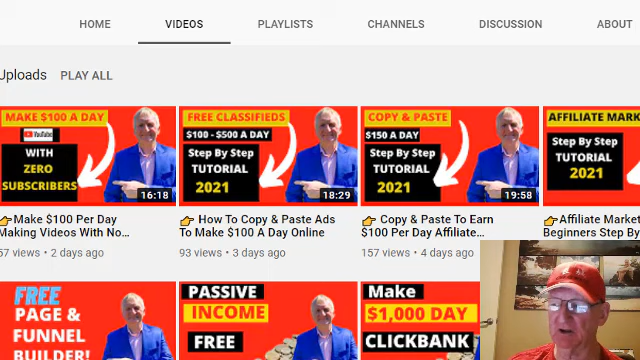 HOME VIDEOS PLAYLISTS CHANNELS DISCUSSION ABOUT
Uploads PLAY ALL
MAKE $100 A DAY
YouTube
WITH
ZERO
SUBSCRIBERS
16:18
👉Make $100 Per Day
Making Videos With No...
57 views • 2 days ago
FREE CLASSIFIEDS
$100 - $500 A DAY
Step By Step
TUTORIAL
2021
18:29
👉 How To Copy & Paste Ads
To Make $100 A Day Online
93 views • 3 days ago
COPY & PASTE
$150 A DAY
Step By Step
TUTORIAL
2021
19:58
👉 Copy & Paste To Earn
$100 Per Day Affiliate...
157 views • 4 days ago
AFFILIATE MARK
Step By Step
TUTORIAL
2021
👉Affiliate Market
Beginners Step By
FREE
PAGE &
FUNNEL
BUILDER!
PASSIVE
INCOME
FREE
Make
$1,000 DAY
CLICKBANK